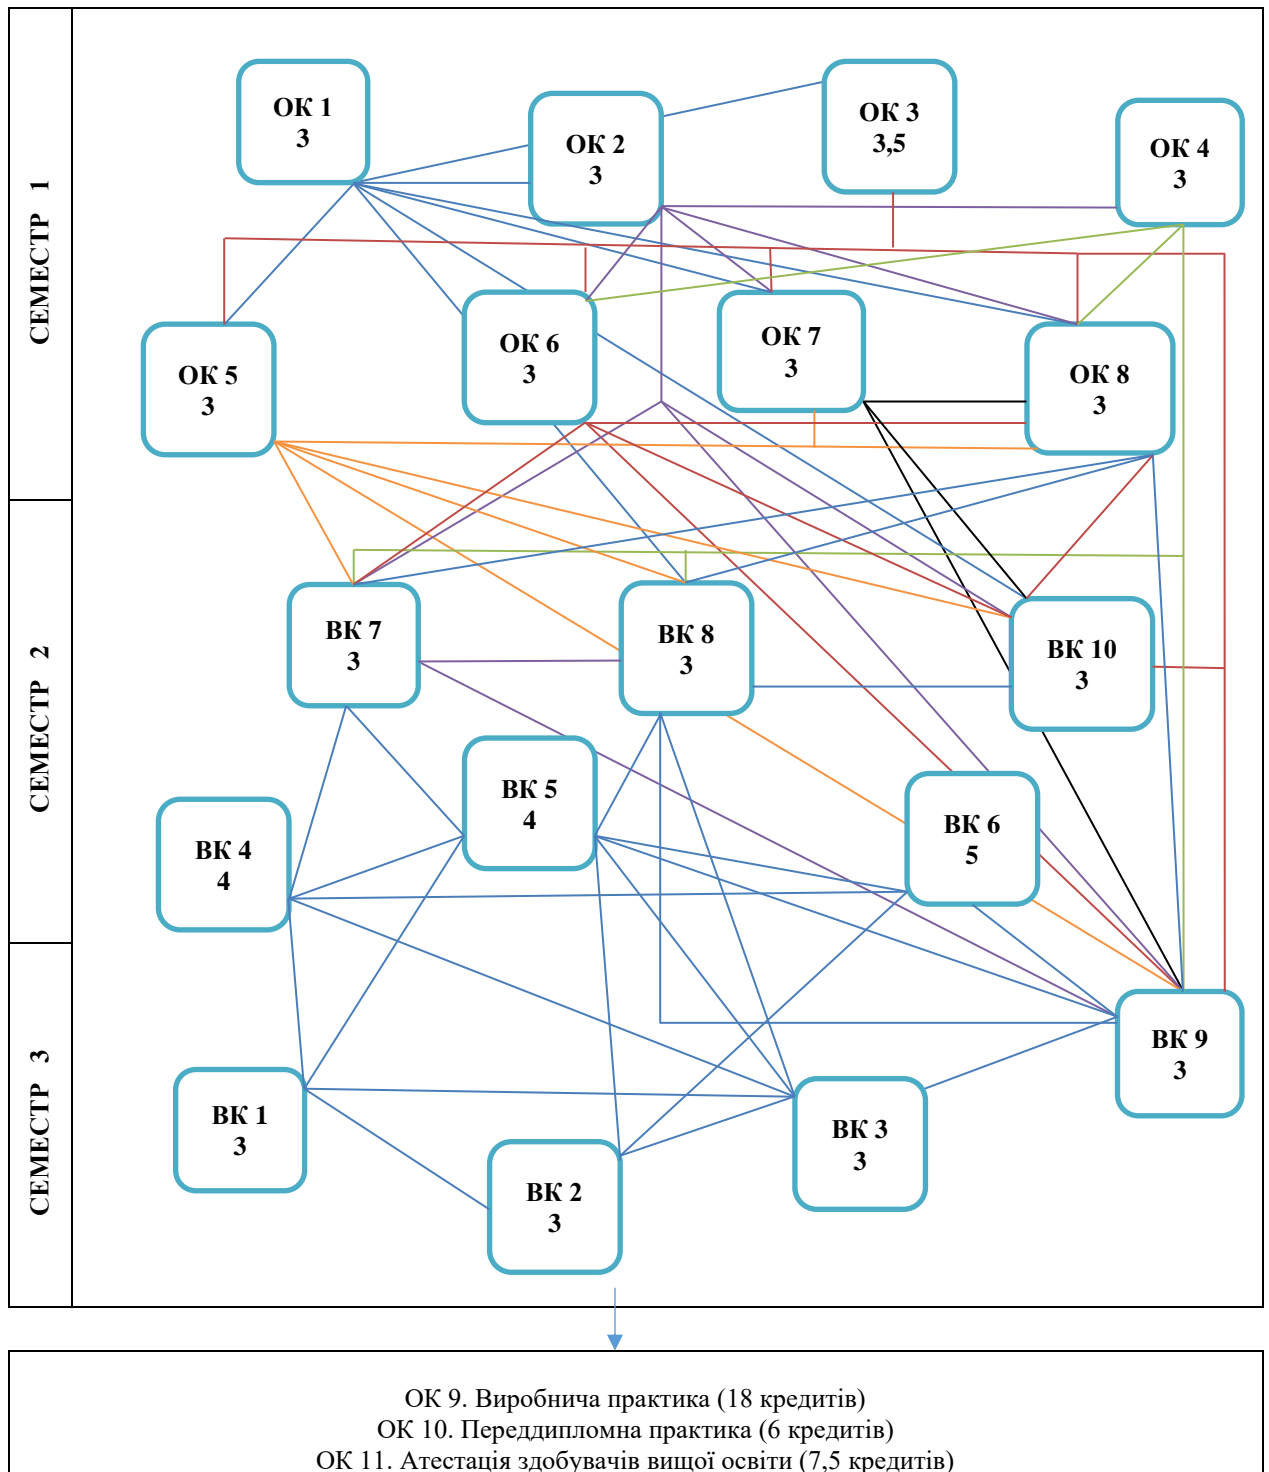 СЕМЕСТР 1
ОК 1
3
ОК 2
3
ОК 3
3,5
ОК 4
3
ОК 5
3
ОК 6
3
ОК 7
3
ОК 8
3
СЕМЕСТР 2
ВК 7
3
ВК 8
3
ВК 10
3
ВК 4
4
ВК 5
4
ВК 6
5
СЕМЕСТР 3
ВК 9
3
ВК 1
3
ВК 2
3
ВК 3
3
ОК 9. Виробнича практика (18 кредитів)
ОК 10. Переддипломна практика (6 кредитів)
ОК 11. Атестація здобувачів вищої освіти (7,5 кредитів)